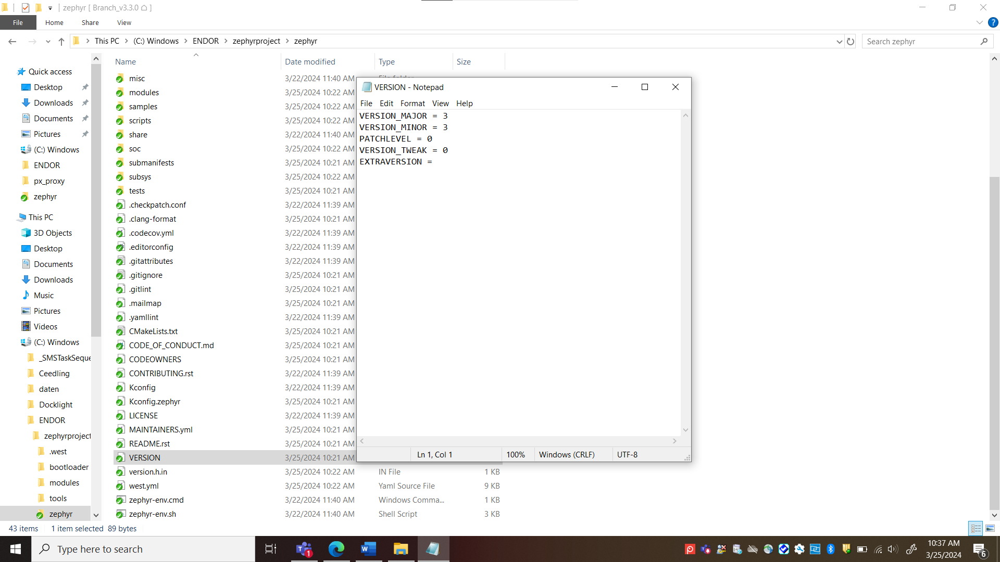 zephyr [ Branch_v3.3.0 ⌂ ]
File Home Share View
This PC > (C:) Windows > ENDOR > zephyrproject > zephyr
Search zephyr
Name Date modified Type Size
Quick access
Desktop
Downloads
Documents
Pictures
(C:) Windows
ENDOR
px_proxy
zephyr
This PC
3D Objects
Desktop
Documents
Downloads
Music
Pictures
Videos
(C:) Windows
_SMSTaskSeque
Ceedling
daten
Docklight
ENDOR
zephyrproject
.west
bootloader
modules
tools
zephyr
misc 3/22/2024 11:40 AM File folder
modules 3/25/2024 10:22 AM
samples 3/25/2024 10:22 AM
scripts 3/25/2024 10:22 AM
share 3/22/2024 11:40 AM
soc 3/25/2024 10:22 AM
submanifests 3/25/2024 10:21 AM
subsys 3/25/2024 10:22 AM
tests 3/25/2024 10:21 AM
.checkpatch.conf 3/22/2024 11:39 AM
.clang-format 3/25/2024 10:21 AM
.codecov.yml 3/22/2024 11:39 AM
.editorconfig 3/22/2024 11:39 AM
.gitattributes 3/22/2024 11:39 AM
.gitignore 3/25/2024 10:21 AM
.gitlint 3/25/2024 10:21 AM
.mailmap 3/25/2024 10:21 AM
.yamllint 3/22/2024 11:39 AM
CMakeLists.txt 3/25/2024 10:21 AM
CODE_OF_CONDUCT.md 3/25/2024 10:21 AM
CODEOWNERS 3/25/2024 10:21 AM
CONTRIBUTING.rst 3/22/2024 11:39 AM
Kconfig 3/22/2024 11:39 AM
Kconfig.zephyr 3/25/2024 10:21 AM
LICENSE 3/22/2024 11:39 AM
MAINTAINERS.yml 3/25/2024 10:21 AM
README.rst 3/25/2024 10:21 AM
VERSION 3/25/2024 10:21 AM
version.h.in 3/25/2024 10:22 AM IN File 1 KB
west.yml 3/25/2024 10:22 AM Yaml Source File 9 KB
zephyr-env.cmd 3/22/2024 11:40 AM Windows Comma... 1 KB
zephyr-env.sh 3/22/2024 11:40 AM Shell Script 3 KB
VERSION - Notepad
File Edit Format View Help
VERSION_MAJOR = 3
VERSION_MINOR = 3
PATCHLEVEL = 0
VERSION_TWEAK = 0
EXTRAVERSION =
Ln 1, Col 1 100% Windows (CRLF) UTF-8
43 items 1 item selected 89 bytes
Type here to search
1
10:37 AM
3/25/2024
6